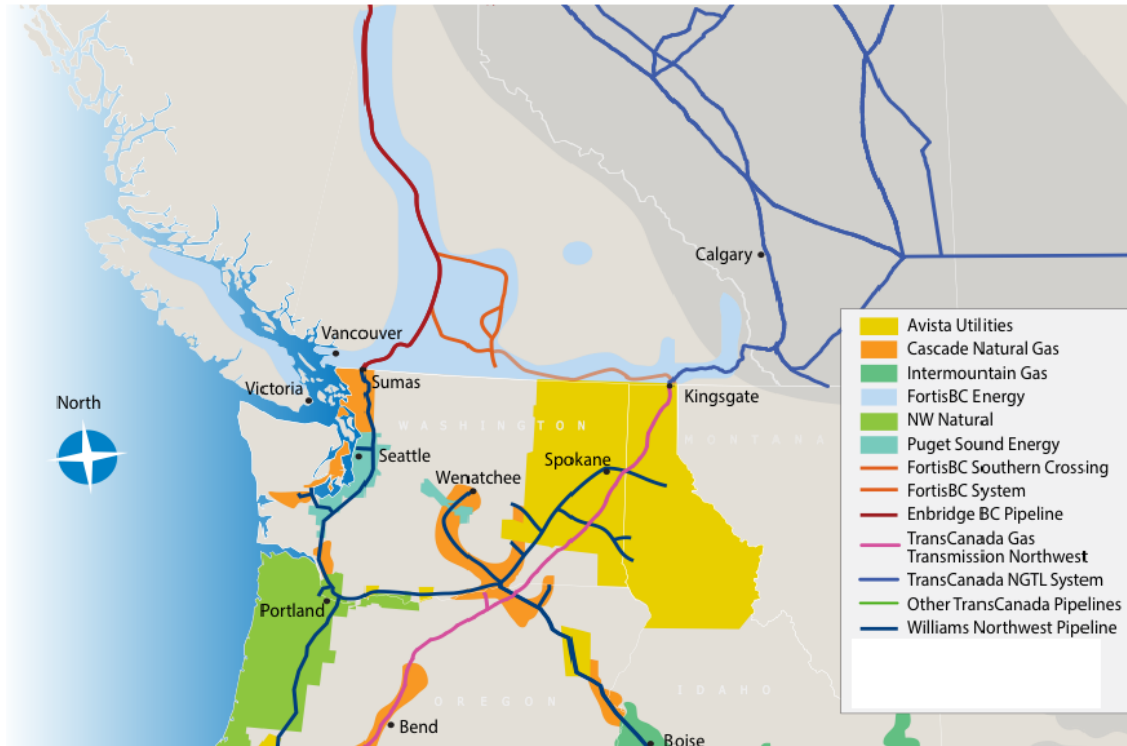 Calgary
Vancouver
Sumas
Victoria
Kingsgate
North
WASHINGTON
MONTANA
Seattle
Spokane
Wenatchee
Portland
OREGON
IDAHO
Bend
Boise
Avista Utilities
Cascade Natural Gas
Intermountain Gas
FortisBC Energy
NW Natural
Puget Sound Energy
FortisBC Southern Crossing
FortisBC System
Enbridge BC Pipeline
TransCanada Gas
Transmission Northwest
TransCanada NGTL System
Other TransCanada Pipelines
Williams Northwest Pipeline